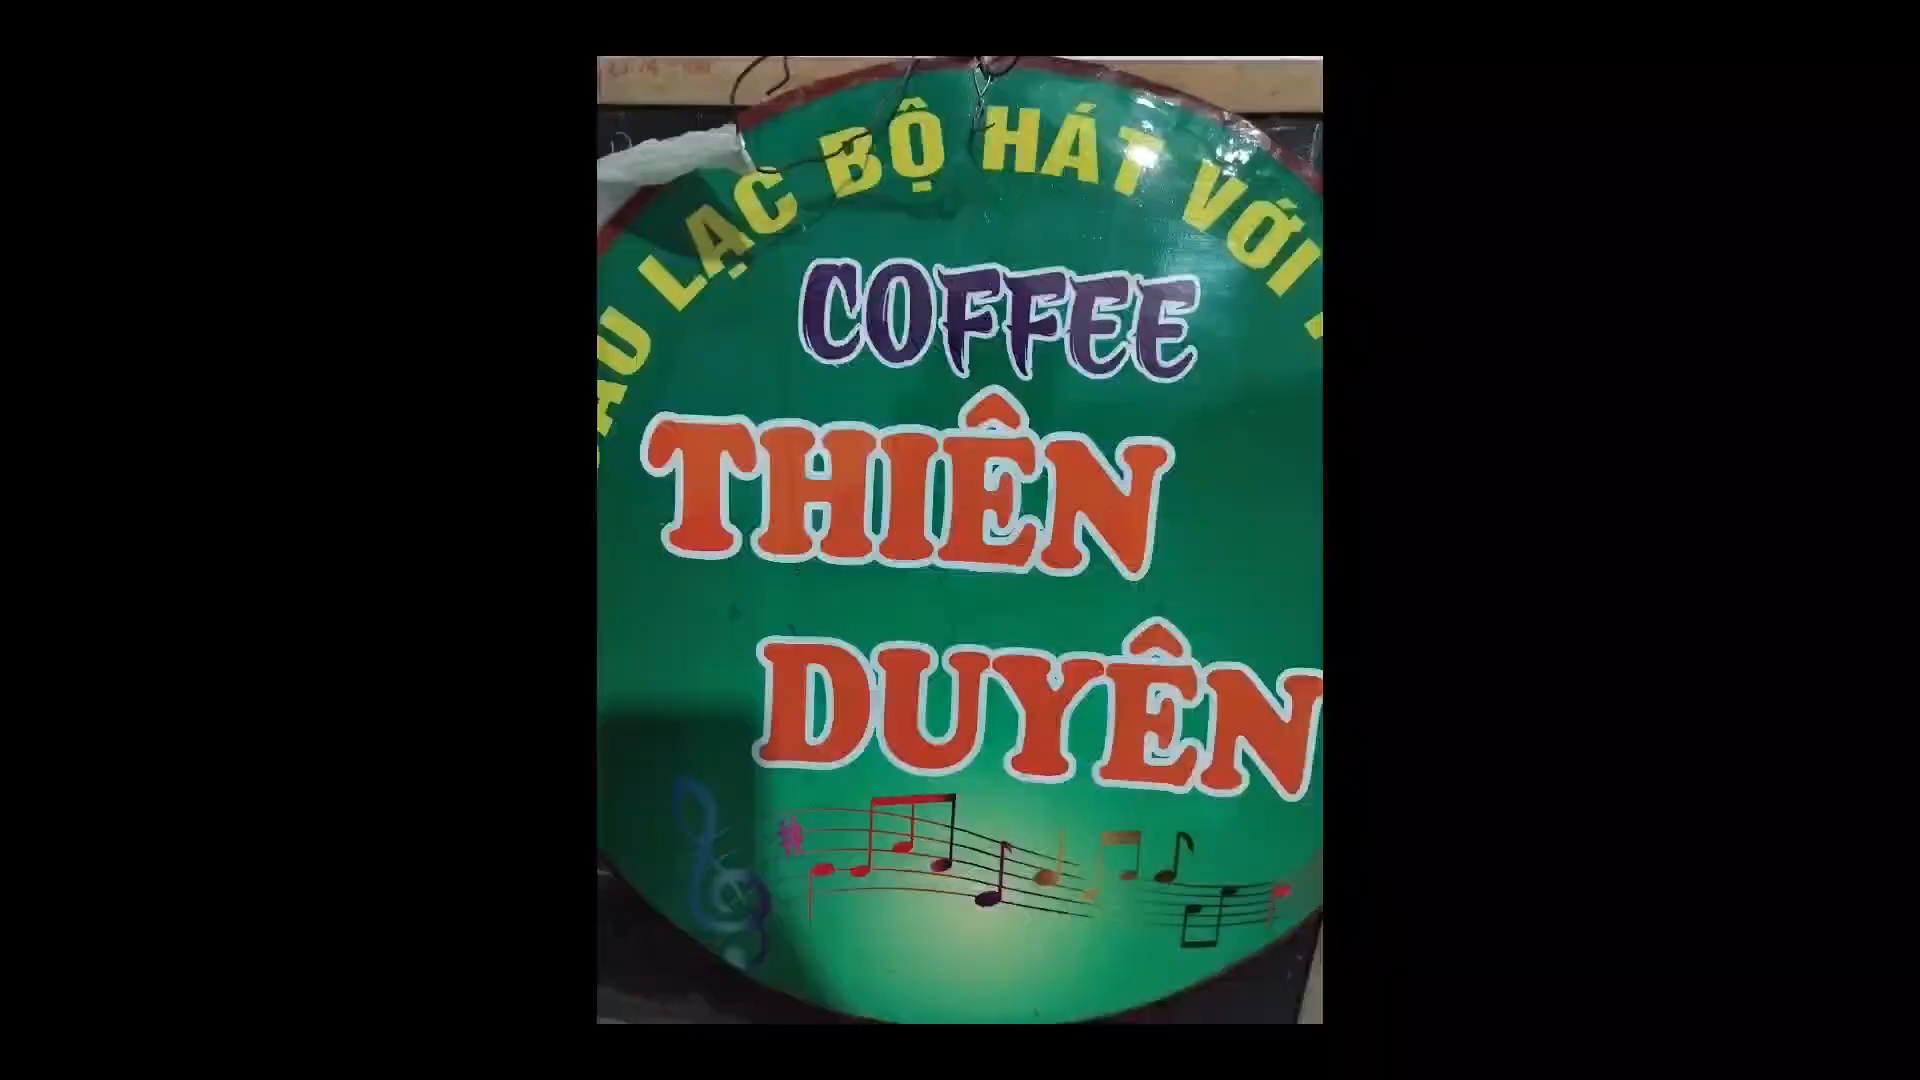 LẠC BỘ HÁT VỚI
COFFEE
THIÊN
DUYÊN